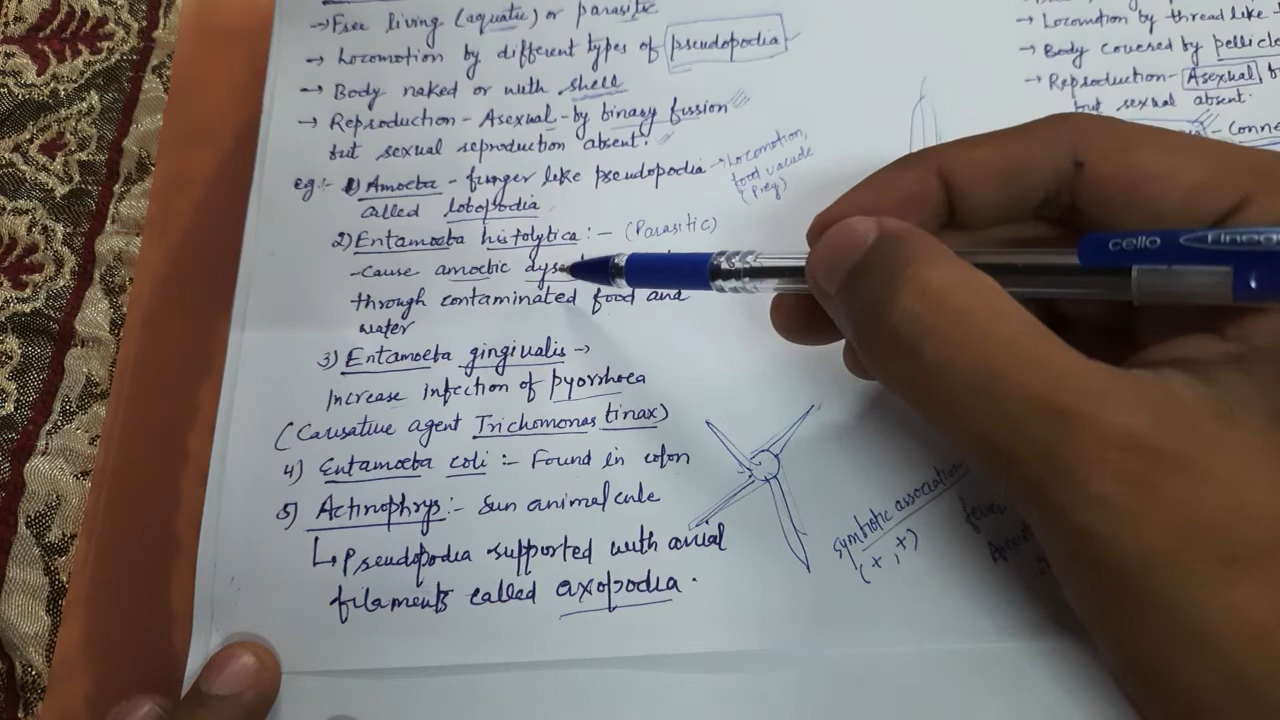 →Free living (aquatic) or parasitic
→ Locomotion by different types of pseudopodia
→ Body naked or with shell
→ Reproduction - Asexual - by binary fission
but sexual reproduction absent.
eg:- 1) Amoeba - finger like pseudopodia → Locomotion,
food vacuole
(Prey)
called lobopodia
2) Entamoeba histolytica :- (Parasitic)
-Cause amoebic dys
through contaminated food and
water
3) Entamoeba gingivalis →
Increase infection of pyorrhoea
(Causative agent Trichomonas tinax)
4) Entamoeba coli :- Found in colon
5) Actinophrys :- Sun animalcule
↳ Pseudopodia supported with axial
filaments called axopodia.
symbiotic association
(+,+)
fever
→ Locomotion by thread like
→ Body covered by pellicle
→ Reproduction- Asexual, b
but sexual absent.
- Conne
cello Fineg